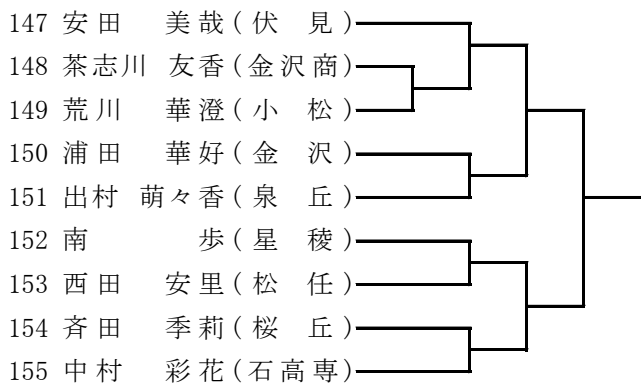 147 安田 美哉(伏 見)
148 茶志川 友香(金沢商)
149 荒川 華澄(小 松)
150 浦田 華好(金 沢)
151 出村 萌々香(泉 丘)
152 南 歩(星 稜)
153 西田 安里(松 任)
154 斉田 季莉(桜 丘)
155 中村 彩花(石高専)